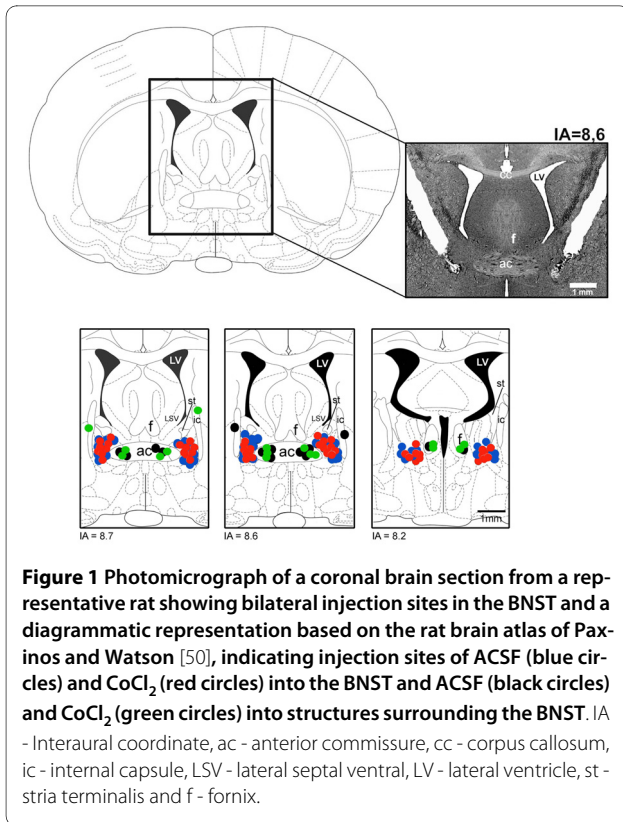 IA=8,6
cc
LV
f
ac
1 mm
LV
st
LSV
ic
f
ac
IA = 8.7
LV
st
LSV
ic
f
ac
IA = 8.6
LV
st
ic
f
1mm
IA = 8.2
Figure 1 Photomicrograph of a coronal brain section from a rep-
resentative rat showing bilateral injection sites in the BNST and a
diagrammatic representation based on the rat brain atlas of Pax-
inos and Watson [50], indicating injection sites of ACSF (blue cir-
cles) and CoCl₂ (red circles) into the BNST and ACSF (black circles)
and CoCl₂ (green circles) into structures surrounding the BNST. IA
- Interaural coordinate, ac - anterior commissure, cc - corpus callosum,
ic - internal capsule, LSV - lateral septal ventral, LV - lateral ventricle, st -
stria terminalis and f - fornix.